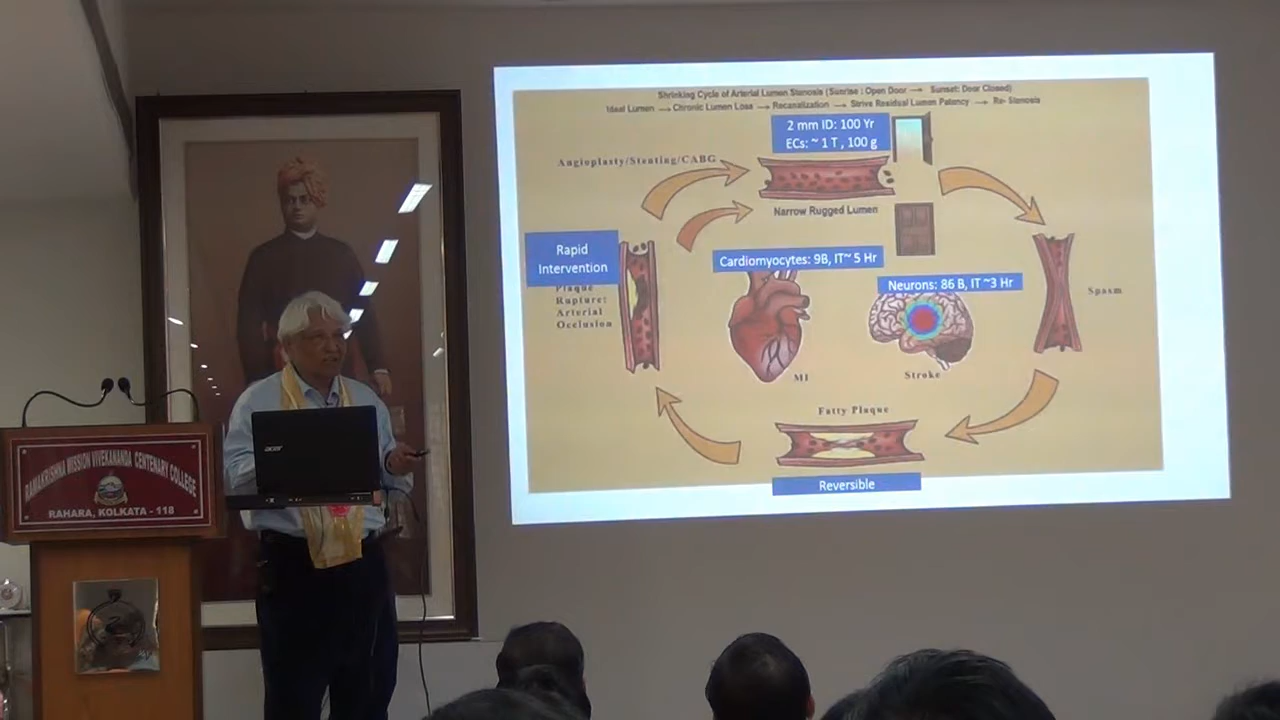 Shrinking Cycle of Arterial Lumen Stenosis (Sunrise : Open Door → Sunset: Door Closed)
Ideal Lumen → Chronic Lumen Loss → Recanalization → Strive Residual Lumen Patency → Re- Stenosis
2 mm ID: 100 Yr
ECs: ~ 1 T , 100 g
Angioplasty/Stenting/CABG
Narrow Rugged Lumen
Rapid
Intervention
Plaque
Rupture:
Arterial
Occlusion
Cardiomyocytes: 9B, IT~ 5 Hr
Neurons: 86 B, IT ~3 Hr
Spasm
MI
Stroke
Fatty Plaque
Reversible
acer
RAMAKRISHNA MISSION VIVEKANANDA CENTENARY COLLEGE
RAHARA, KOLKATA - 118